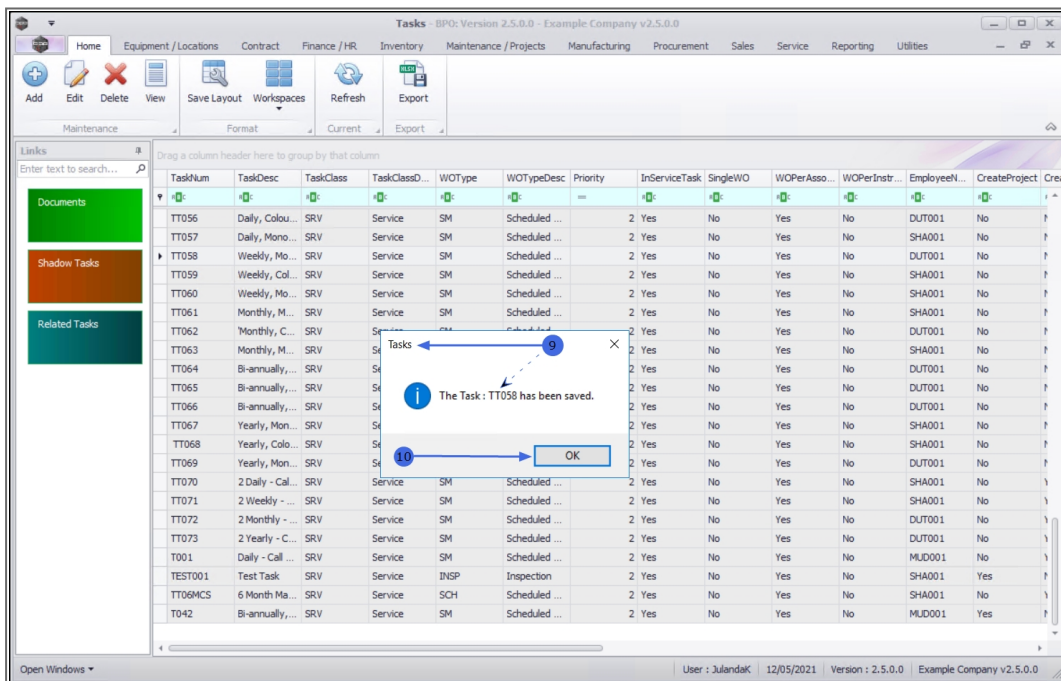 Tasks - BPO: Version 2.5.0.0 - Example Company v2.5.0.0
Home Equipment / Locations Contract Finance / HR Inventory Maintenance / Projects Manufacturing Procurement Sales Service Reporting Utilities
Add Edit Delete View Save Layout Workspaces Refresh Export
Maintenance Format Current Export
Links
Enter text to search...
Documents
Shadow Tasks
Related Tasks
Drag a column header here to group by that column
TaskNum TaskDesc TaskClass TaskClassD... WOType WOTypeDesc Priority InServiceTask SingleWO WOPerAsso... WOPerInstr... EmployeeN... CreateProject
TT056 Daily, Colou... SRV Service SM Scheduled ... 2 Yes No Yes No DUT001 No
TT057 Daily, Mono... SRV Service SM Scheduled ... 2 Yes No Yes No SHA001 No
TT058 Weekly, Mo... SRV Service SM Scheduled ... 2 Yes No Yes No DUT001 No
TT059 Weekly, Col... SRV Service SM Scheduled ... 2 Yes No Yes No SHA001 No
TT060 Weekly, Mo... SRV Service SM Scheduled ... 2 Yes No Yes No SHA001 No
TT061 Monthly, M... SRV Service SM Scheduled ... 2 Yes No Yes No SHA001 No
TT062 'Monthly, C... SRV 2 Yes No Yes No DUT001 No
TT063 Monthly, M... SRV 2 Yes No Yes No SHA001 No
TT064 Bi-annually,... SRV 2 Yes No Yes No DUT001 No
TT065 Bi-annually,... SRV 2 Yes No Yes No SHA001 No
TT066 Bi-annually,... SRV 2 Yes No Yes No DUT001 No
TT067 Yearly, Mon... SRV 2 Yes No Yes No SHA001 No
TT068 Yearly, Colo... SRV 2 Yes No Yes No SHA001 No
TT069 Yearly, Mon... SRV 2 Yes No Yes No DUT001 No
TT070 2 Daily - Cal... SRV Service SM Scheduled ... 2 Yes No Yes No SHA001 No
TT071 2 Weekly - ... SRV Service SM Scheduled ... 2 Yes No Yes No SHA001 No
TT072 2 Monthly - ... SRV Service SM Scheduled ... 2 Yes No Yes No DUT001 No
TT073 2 Yearly - C... SRV Service SM Scheduled ... 2 Yes No Yes No DUT001 No
T001 Daily - Call ... SRV Service SM Scheduled ... 2 Yes No Yes No MUD001 No
TEST001 Test Task SRV Service INSP Inspection 2 Yes No Yes No SHA001 Yes
TT06MCS 6 Month Ma... SRV Service SCH Scheduled ... 2 Yes No Yes No SHA001 No
T042 Bi-annually,... SRV Service SM Scheduled ... 2 Yes No Yes No MUD001 Yes
Tasks 9
The Task : TT058 has been saved.
10 OK
Open Windows User : JulandaK 12/05/2021 Version : 2.5.0.0 Example Company v2.5.0.0